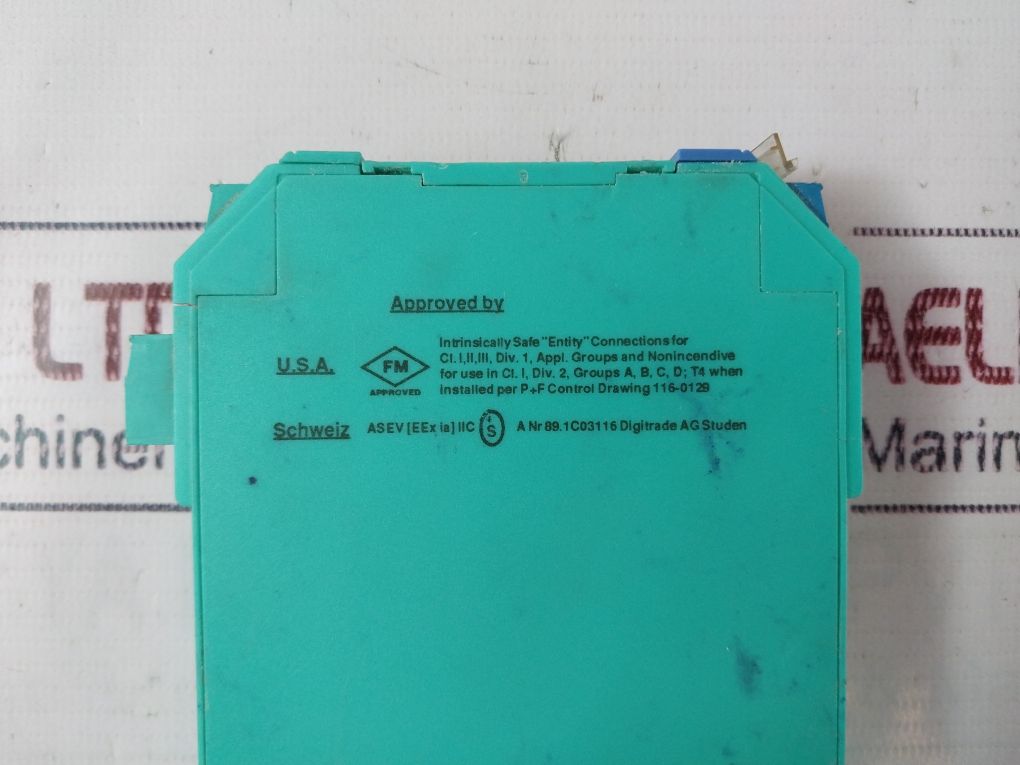 Approved by
U.S.A.
FM
APPROVED
Intrinsically Safe "Entity" Connections for
Cl. I,II,III, Div. 1, Appl. Groups and Nonincendive
for use in Cl. I, Div. 2, Groups A, B, C, D; T4 when
installed per P+F Control Drawing 116-0129
Schweiz
ASEV [EEx ia] IIC
S
A Nr 89.1C03116 Digitrade AG Studen
AEL
Marin